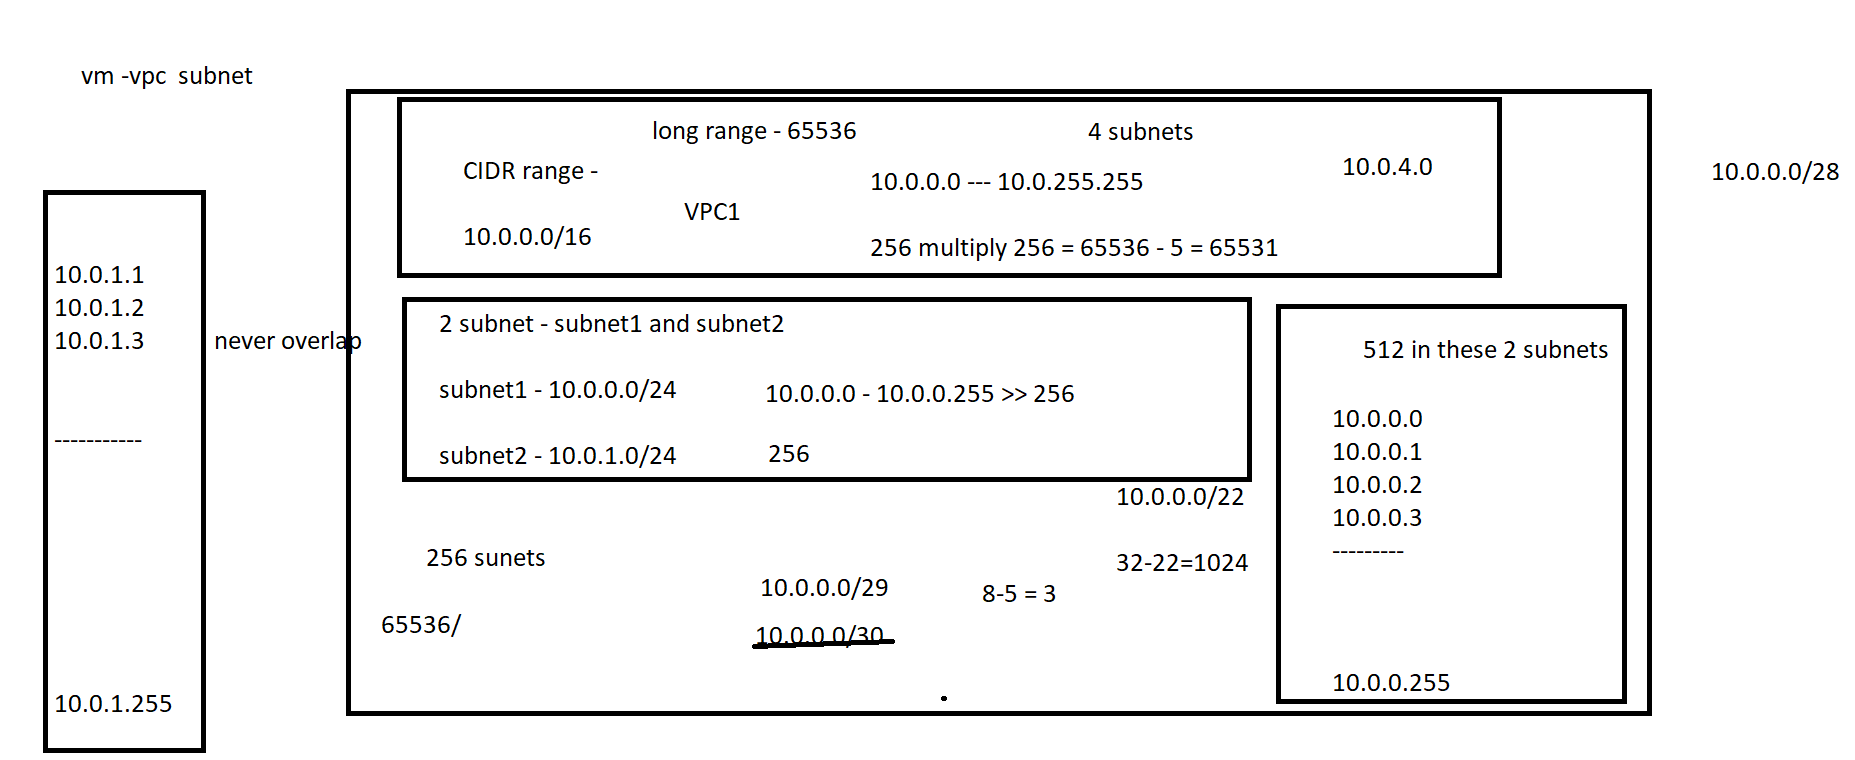 vm -vpc  subnet
long range - 65536
4 subnets
CIDR range -
10.0.4.0
10.0.0.0 --- 10.0.255.255
10.0.0.0/28
VPC1
10.0.0.0/16
256 multiply 256 = 65536 - 5 = 65531
10.0.1.1
10.0.1.2
10.0.1.3
-----------
10.0.1.255
never overlap
2 subnet - subnet1 and subnet2
subnet1 - 10.0.0.0/24
10.0.0.0 - 10.0.0.255 >> 256
subnet2 - 10.0.1.0/24
256
512 in these 2 subnets
10.0.0.0
10.0.0.1
10.0.0.2
10.0.0.3
---------
10.0.0.255
10.0.0.0/22
32-22=1024
256 sunets
65536/
10.0.0.0/29
8-5 = 3
10.0.0.0/30